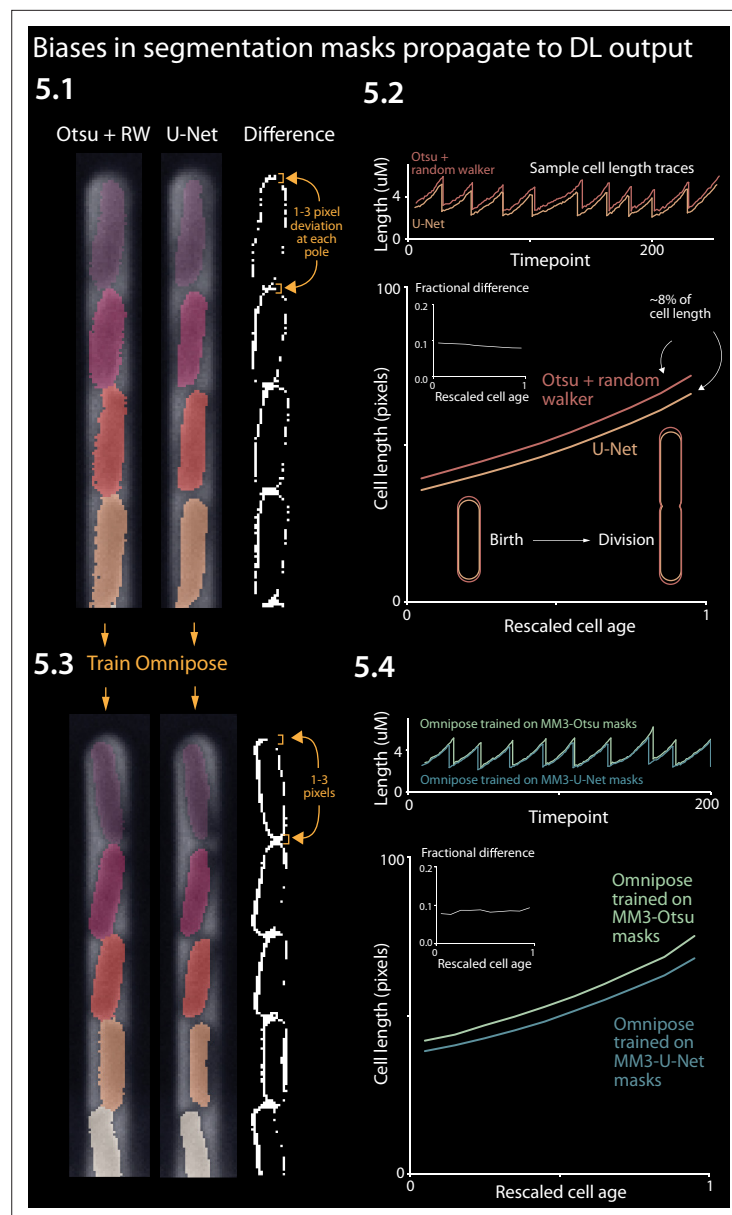 Biases in segmentation masks propagate to DL output
5.1
Otsu + RW
U-Net
Difference
1-3 pixel
deviation
at each
pole
5.2
Otsu +
random walker
Sample cell length traces
U-Net
Length (uM)
4
0
0
200
Timepoint
100
Fractional difference
0.2
0.1
0.0
0
1
Rescaled cell age
~8% of
cell length
Otsu + random
walker
U-Net
Cell length (pixels)
Birth
Division
0
0
1
Rescaled cell age
5.3
Train Omnipose
1-3
pixels
5.4
Omnipose trained on MM3-Otsu masks
Omnipose trained on MM3-U-Net masks
Length (uM)
4
0
0
200
Timepoint
100
Fractional difference
0.2
0.1
0.0
0
1
Rescaled cell age
Omnipose
trained on
MM3-Otsu
masks
Omnipose
trained on
MM3-U-Net
masks
Cell length (pixels)
0
0
1
Rescaled cell age